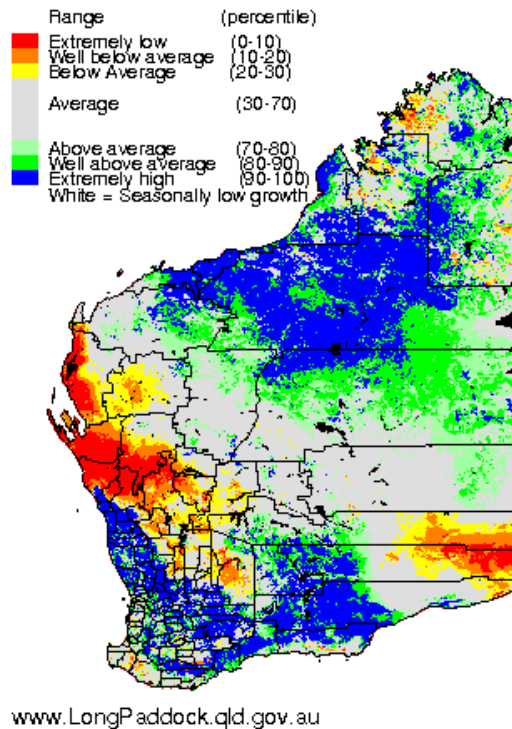 Range (percentile)
Extremely low (0-10)
Well below average (10-20)
Below Average (20-30)
Average (30-70)
Above average (70-80)
Well above average (80-90)
Extremely high (90-100)
White = Seasonally low growth
www.LongPaddock.qld.gov.au